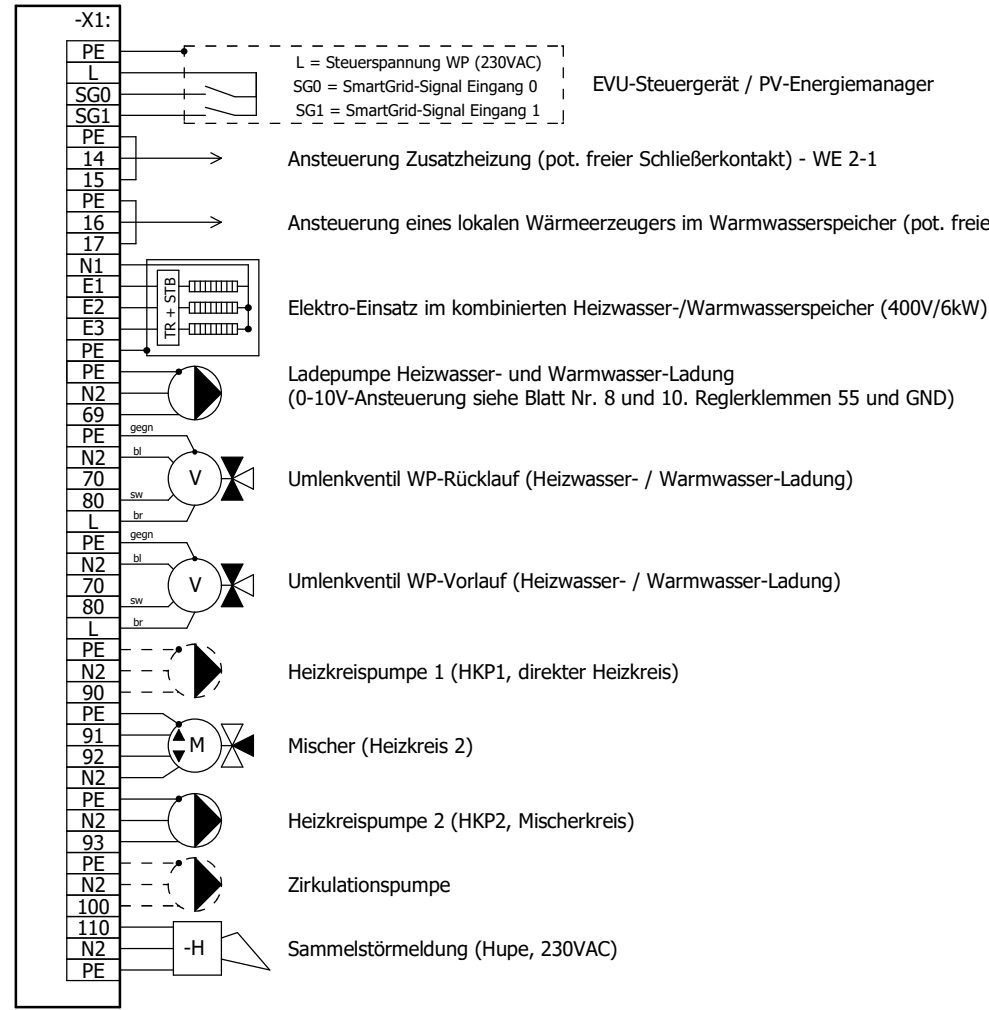 -X1:
PE
L
SG0
SG1
L = Steuerspannung WP (230VAC)
SG0 = SmartGrid-Signal Eingang 0
SG1 = SmartGrid-Signal Eingang 1
EVU-Steuergerät / PV-Energiemanager
PE
14
15
Ansteuerung Zusatzheizung (pot. freier Schließerkontakt) - WE 2-1
PE
16
17
Ansteuerung eines lokalen Wärmeerzeugers im Warmwasserspeicher (pot. freie
N1
E1
E2
E3
PE
TR + STB
Elektro-Einsatz im kombinierten Heizwasser-/Warmwasserspeicher (400V/6kW)
PE
N2
69
Ladepumpe Heizwasser- und Warmwasser-Ladung
(0-10V-Ansteuerung siehe Blatt Nr. 8 und 10. Reglerklemmen 55 und GND)
PE
N2
70
80
L
gegn
bl
sw
br
V
Umlenkventil WP-Rücklauf (Heizwasser- / Warmwasser-Ladung)
PE
N2
70
80
L
gegn
bl
sw
br
V
Umlenkventil WP-Vorlauf (Heizwasser- / Warmwasser-Ladung)
PE
N2
90
Heizkreispumpe 1 (HKP1, direkter Heizkreis)
PE
91
92
N2
M
Mischer (Heizkreis 2)
PE
N2
93
Heizkreispumpe 2 (HKP2, Mischerkreis)
PE
N2
100
Zirkulationspumpe
110
N2
PE
-H
Sammelstörmeldung (Hupe, 230VAC)